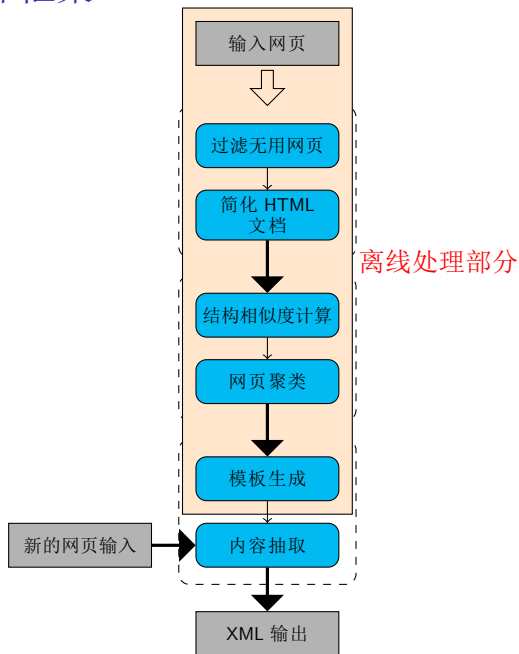 输入网页
过滤无用网页
简化 HTML
文档
离线处理部分
结构相似度计算
网页聚类
模板生成
新的网页输入
内容抽取
XML 输出